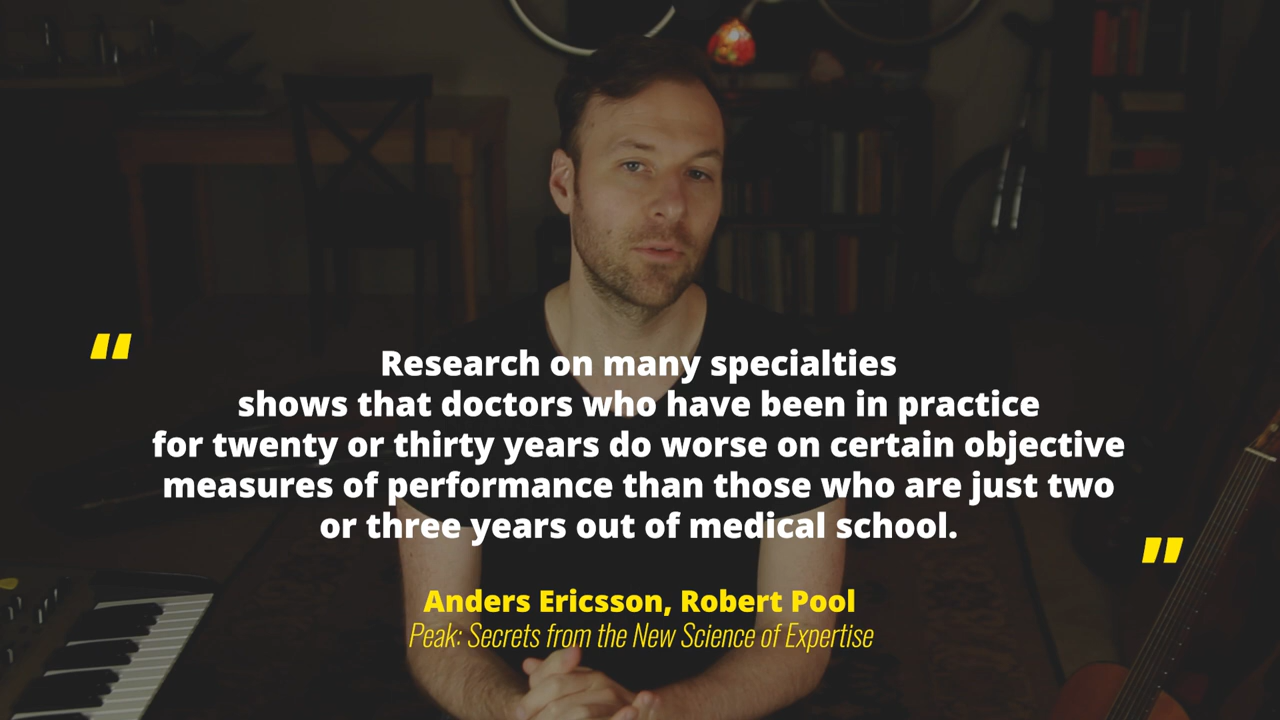 "Research on many specialties
shows that doctors who have been in practice
for twenty or thirty years do worse on certain objective
measures of performance than those who are just two
or three years out of medical school."
Anders Ericsson, Robert Pool
Peak: Secrets from the New Science of Expertise